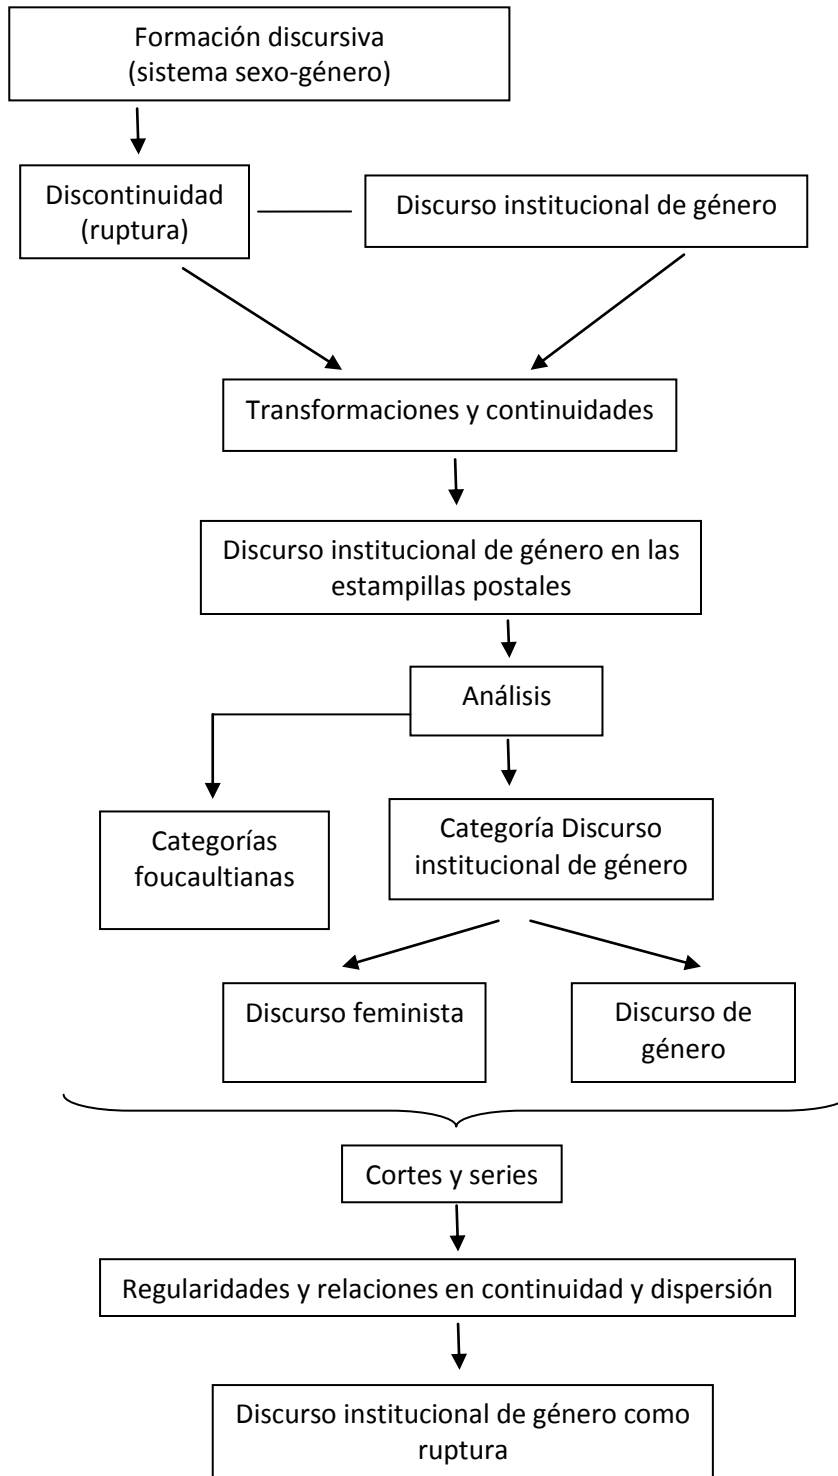 Formación discursiva
(sistema sexo-género)
Discontinuidad
(ruptura)
Discurso institucional de género
Transformaciones y continuidades
Discurso institucional de género en las
estampillas postales
Análisis
Categorías
foucaultianas
Categoría Discurso
institucional de género
Discurso feminista
Discurso de
género
Cortes y series
Regularidades y relaciones en continuidad y dispersión
Discurso institucional de género como
ruptura